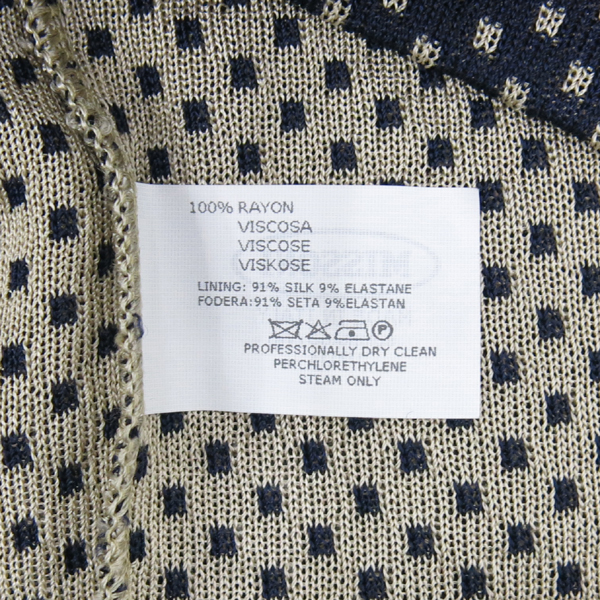 100% RAYON
VISCOSA
VISCOSE
VISKOSE
LINING: 91% SILK 9% ELASTANE
FODERA:91% SETA 9%ELASTAN
P
PROFESSIONALLY DRY CLEAN
PERCHLORETHYLENE
STEAM ONLY